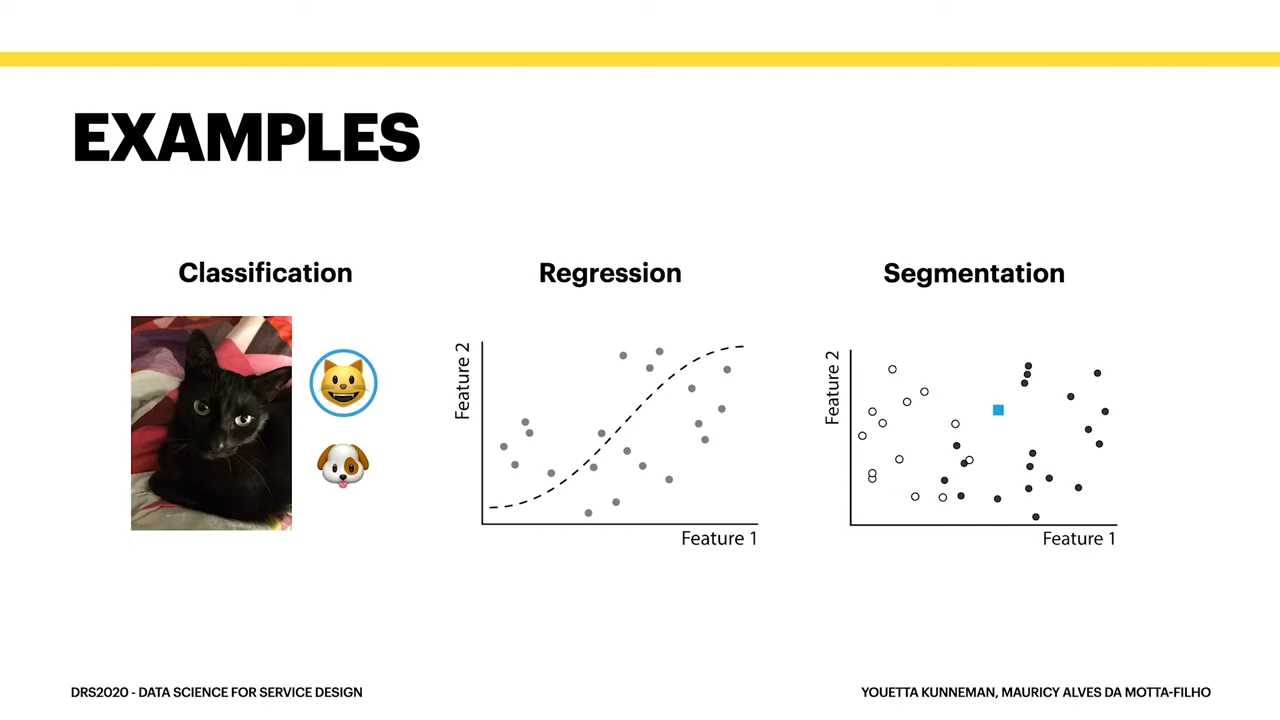 EXAMPLES
Classification
Regression
Segmentation
Feature 2
Feature 1
Feature 2
Feature 1
DRS2020 - DATA SCIENCE FOR SERVICE DESIGN
YOUETTA KUNNEMAN, MAURICY ALVES DA MOTTA-FILHO